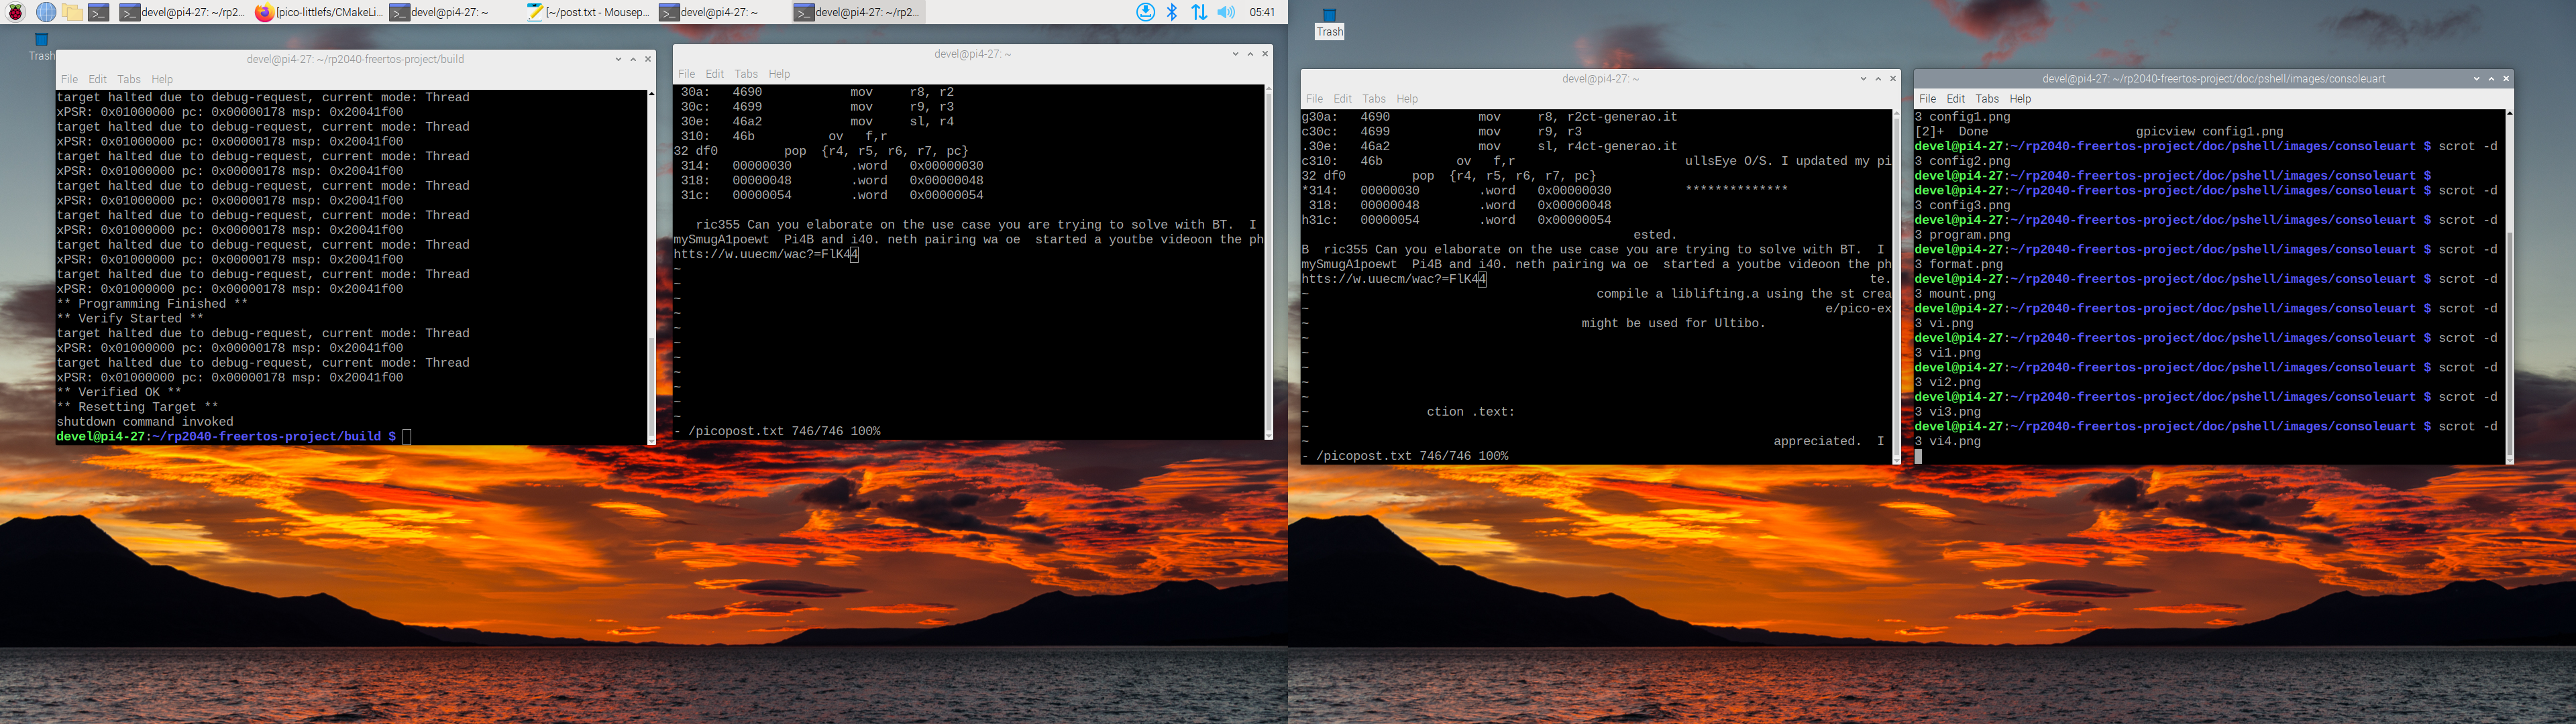 devel@pi4-27: ~/rp2...
[pico-littlefs/CMakeLi...
devel@pi4-27: ~
[~/post.txt - Mousep...
devel@pi4-27: ~
devel@pi4-27: ~/rp2...
05:41
Trash
devel@pi4-27: ~/rp2040-freertos-project/build
File Edit Tabs Help
target halted due to debug-request, current mode: Thread
xPSR: 0x01000000 pc: 0x00000178 msp: 0x20041f00
target halted due to debug-request, current mode: Thread
xPSR: 0x01000000 pc: 0x00000178 msp: 0x20041f00
target halted due to debug-request, current mode: Thread
xPSR: 0x01000000 pc: 0x00000178 msp: 0x20041f00
target halted due to debug-request, current mode: Thread
xPSR: 0x01000000 pc: 0x00000178 msp: 0x20041f00
target halted due to debug-request, current mode: Thread
xPSR: 0x01000000 pc: 0x00000178 msp: 0x20041f00
target halted due to debug-request, current mode: Thread
xPSR: 0x01000000 pc: 0x00000178 msp: 0x20041f00
target halted due to debug-request, current mode: Thread
xPSR: 0x01000000 pc: 0x00000178 msp: 0x20041f00
** Programming Finished **
** Verify Started **
target halted due to debug-request, current mode: Thread
xPSR: 0x01000000 pc: 0x00000178 msp: 0x20041f00
target halted due to debug-request, current mode: Thread
xPSR: 0x01000000 pc: 0x00000178 msp: 0x20041f00
** Verified OK **
** Resetting Target **
shutdown command invoked
devel@pi4-27:~/rp2040-freertos-project/build $
devel@pi4-27: ~
File Edit Tabs Help
30a: 4690 mov r8, r2
30c: 4699 mov r9, r3
30e: 46a2 mov sl, r4
310: 46b ov f,r
32 df0 pop {r4, r5, r6, r7, pc}
314: 00000030 .word 0x00000030
318: 00000048 .word 0x00000048
31c: 00000054 .word 0x00000054
ric355 Can you elaborate on the use case you are trying to solve with BT. I
mySmugA1poewt Pi4B and i40. neth pairing wa oe started a youtbe videoon the ph
htts://w.uuecm/wac?=FlK44
~
~
~
~
~
~
~
~
~
~
~
- /picopost.txt 746/746 100%
Trash
devel@pi4-27: ~
File Edit Tabs Help
g30a: 4690 mov r8, r2ct-generao.it
c30c: 4699 mov r9, r3
.30e: 46a2 mov sl, r4ct-generao.it
c310: 46b ov f,r ullsEye O/S. I updated my pi
32 df0 pop {r4, r5, r6, r7, pc}
*314: 00000030 .word 0x00000030 **************
318: 00000048 .word 0x00000048
h31c: 00000054 .word 0x00000054
ested.
B ric355 Can you elaborate on the use case you are trying to solve with BT. I
mySmugA1poewt Pi4B and i40. neth pairing wa oe started a youtbe videoon the ph
htts://w.uuecm/wac?=FlK44 te.
~ compile a liblifting.a using the st crea
~ e/pico-ex
~ might be used for Ultibo.
~
~
~
~
~
~ ction .text:
~
~ appreciated. I
- /picopost.txt 746/746 100%
devel@pi4-27: ~/rp2040-freertos-project/doc/pshell/images/consoleuart
File Edit Tabs Help
3 config1.png
[2]+ Done gpicview config1.png
devel@pi4-27:~/rp2040-freertos-project/doc/pshell/images/consoleuart $ scrot -d
3 config2.png
devel@pi4-27:~/rp2040-freertos-project/doc/pshell/images/consoleuart $
devel@pi4-27:~/rp2040-freertos-project/doc/pshell/images/consoleuart $ scrot -d
3 config3.png
devel@pi4-27:~/rp2040-freertos-project/doc/pshell/images/consoleuart $ scrot -d
3 program.png
devel@pi4-27:~/rp2040-freertos-project/doc/pshell/images/consoleuart $ scrot -d
3 format.png
devel@pi4-27:~/rp2040-freertos-project/doc/pshell/images/consoleuart $ scrot -d
3 mount.png
devel@pi4-27:~/rp2040-freertos-project/doc/pshell/images/consoleuart $ scrot -d
3 vi.png
devel@pi4-27:~/rp2040-freertos-project/doc/pshell/images/consoleuart $ scrot -d
3 vi1.png
devel@pi4-27:~/rp2040-freertos-project/doc/pshell/images/consoleuart $ scrot -d
3 vi2.png
devel@pi4-27:~/rp2040-freertos-project/doc/pshell/images/consoleuart $ scrot -d
3 vi3.png
devel@pi4-27:~/rp2040-freertos-project/doc/pshell/images/consoleuart $ scrot -d
3 vi4.png